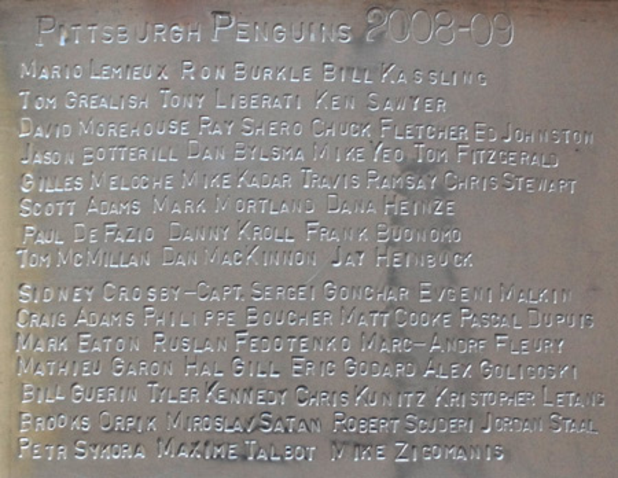 PITTSBURGH PENGUINS 2008-09
MARIO LEMIEUX RON BURKLE BILL KASSLING
TOM GREALISH TONY LIBERATI KEN SAWYER
DAVID MOREHOUSE RAY SHERO CHUCK FLETCHER ED JOHNSTON
JASON BOTTERILL DAN BYLSMA MIKE YEO TOM FITZGERALD
GILLES MELOCHE MIKE KADAR TRAVIS RAMSAY CHRIS STEWART
SCOTT ADAMS MARK MORTLAND DANA HEINZE
PAUL DEFAZIO DANNY KROLL FRANK BUONOMO
TOM MCMILLAN DAN MACKINNON JAY HEINBUCK
SIDNEY CROSBY-CAPT. SERGEI GONCHAR EVGENI MALKIN
CRAIG ADAMS PHILIPPE BOUCHER MATT COOKE PASCAL DUPUIS
MARK EATON RUSLAN FEDOTENKO MARC-ANDRE FLEURY
MATHIEU GARON HAL GILL ERIC GODARD ALEX GOLIGOSKI
BILL GUERIN TYLER KENNEDY CHRIS KUNITZ KRISTOPHER LETANG
BROOKS ORPIK MIROSLAV SATAN ROBERT SCUDERI JORDAN STAAL
PETR SYKORA MAXIME TALBOT MIKE ZIGOMANIS